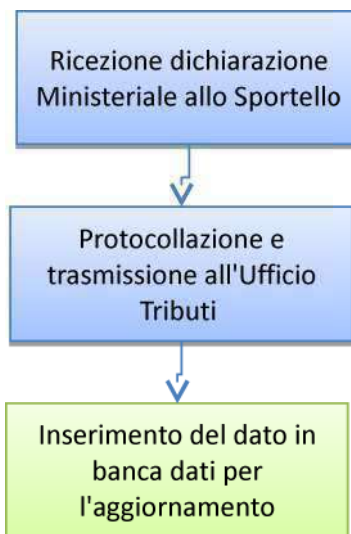 Ricezione dichiarazione
Ministeriale allo Sportello
Protocollazione e
trasmissione all'Ufficio
Tributi
Inserimento del dato in
banca dati per
l'aggiornamento